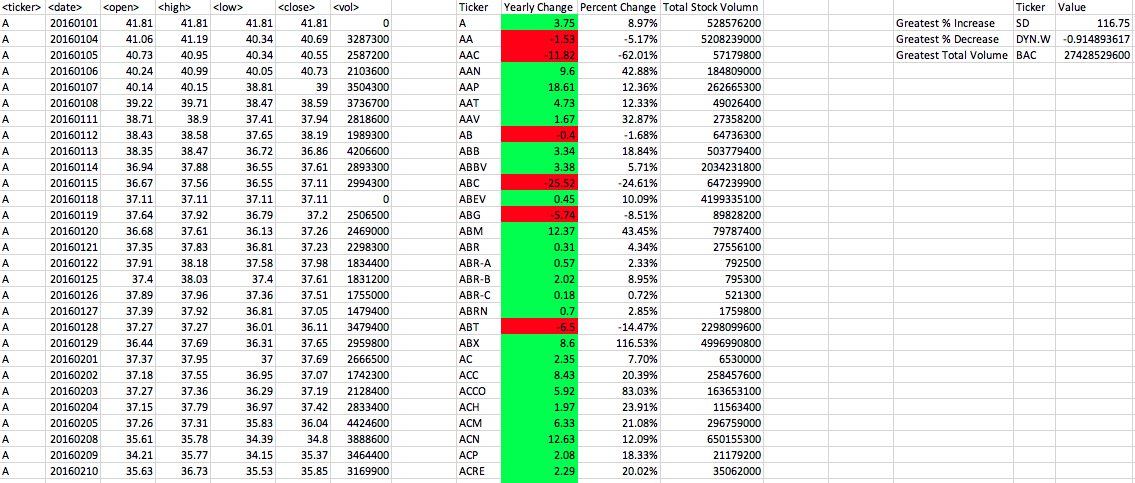 <ticker> <date> <open> <high> <low> <close> <vol> Ticker Yearly Change Percent Change Total Stock Volumn Ticker Value
A 20160101 41.81 41.81 41.81 41.81 0 A 3.75 8.97% 528576200 Greatest % Increase SD 116.75
A 20160104 41.06 41.19 40.34 40.69 3287300 AA -1.53 -5.17% 5208239000 Greatest % Decrease DYN.W -0.914893617
A 20160105 40.73 40.95 40.34 40.55 2587200 AAC -11.82 -62.01% 57179800 Greatest Total Volume BAC 27428529600
A 20160106 40.24 40.99 40.05 40.73 2103600 AAN 9.6 42.88% 184809000
A 20160107 40.14 40.15 38.81 39 3504300 AAP 18.61 12.36% 262665300
A 20160108 39.22 39.71 38.47 38.59 3736700 AAT 4.73 12.33% 49026400
A 20160111 38.71 38.9 37.41 37.94 2818600 AAV 1.67 32.87% 27358200
A 20160112 38.43 38.58 37.65 38.19 1989300 AB -0.4 -1.68% 64736300
A 20160113 38.35 38.47 36.72 36.86 4206600 ABB 3.34 18.84% 503779400
A 20160114 36.94 37.88 36.55 37.61 2893300 ABBV 3.38 5.71% 2034231800
A 20160115 36.67 37.56 36.55 37.11 2994300 ABC -25.52 -24.61% 647239900
A 20160118 37.11 37.11 37.11 37.11 0 ABEV 0.45 10.09% 4199335100
A 20160119 37.64 37.92 36.79 37.2 2506500 ABG -5.74 -8.51% 89828200
A 20160120 36.68 37.61 36.13 37.26 2469000 ABM 12.37 43.45% 79787400
A 20160121 37.35 37.83 36.81 37.23 2298300 ABR 0.31 4.34% 27556100
A 20160122 37.91 38.18 37.58 37.98 1834400 ABR-A 0.57 2.33% 792500
A 20160125 37.4 38.03 37.4 37.61 1831200 ABR-B 2.02 8.95% 795300
A 20160126 37.89 37.96 37.36 37.51 1755000 ABR-C 0.18 0.72% 521300
A 20160127 37.39 37.92 36.81 37.05 1479400 ABRN 0.7 2.85% 1759800
A 20160128 37.27 37.27 36.01 36.11 3479400 ABT -6.5 -14.47% 2298099600
A 20160129 36.44 37.69 36.31 37.65 2959800 ABX 8.6 116.53% 4996990800
A 20160201 37.37 37.95 37 37.69 2666500 AC 2.35 7.70% 6530000
A 20160202 37.18 37.55 36.95 37.07 1742300 ACC 8.43 20.39% 258457600
A 20160203 37.27 37.36 36.29 37.19 2128400 ACCO 5.92 83.03% 163653100
A 20160204 37.15 37.79 36.97 37.42 2833400 ACH 1.97 23.91% 11563400
A 20160205 37.26 37.31 35.83 36.04 4424600 ACM 6.33 21.08% 296759000
A 20160208 35.61 35.78 34.39 34.8 3888600 ACN 12.63 12.09% 650155300
A 20160209 34.21 35.77 34.15 35.37 3464400 ACP 2.08 18.33% 21179200
A 20160210 35.63 36.73 35.53 35.85 3169900 ACRE 2.29 20.02% 35062000